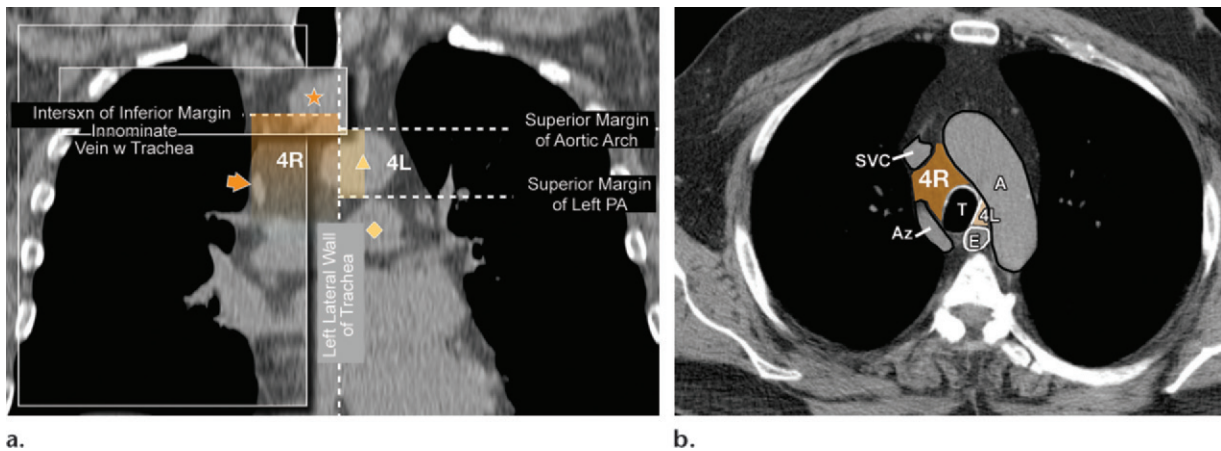 Intersxn of Inferior Margin
Innominate
Vein w Trachea
4R
4L
Superior Margin
of Aortic Arch
Superior Margin
of Left PA
Left Lateral Wall
of Trachea
a.
SVC
4R
A
T
4L
Az
E
b.